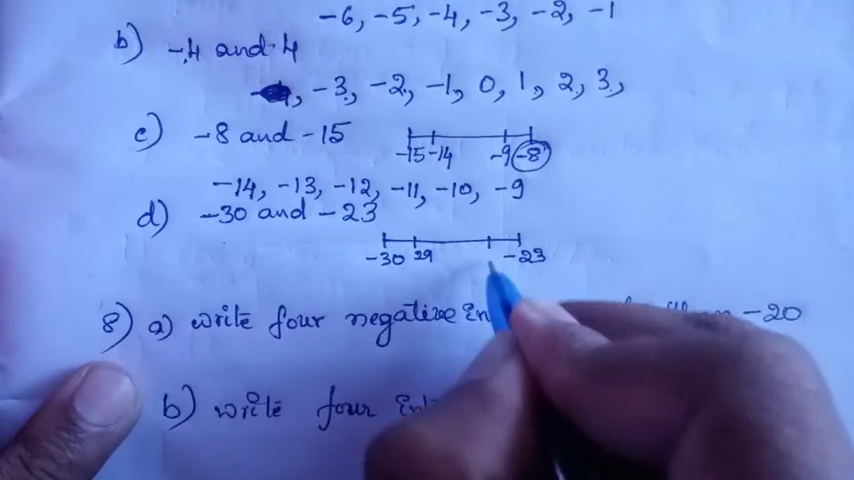 -6, -5, -4, -3, -2, -1
b) -4 and 4
, -3, -2, -1, 0, 1, 2, 3,
c) -8 and -15
-15 -14 -9 -8
-14, -13, -12, -11, -10, -9
d) -30 and -23
-30 29 -23
8) a) write four negative than -20
b) write four